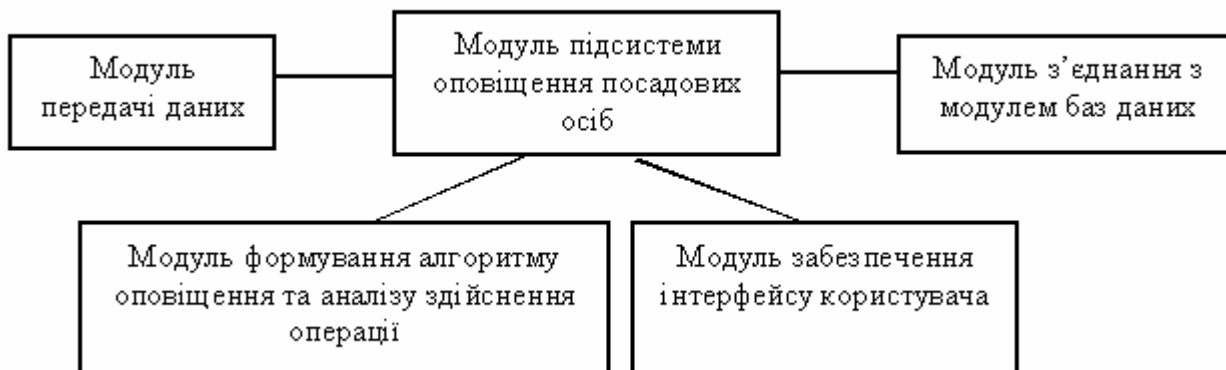 Модуль
передачі даних
Модуль підсистеми
оповіщення посадових
осіб
Модуль з’єднання з
модулем баз даних
Модуль формування алгоритму
оповіщення та аналізу здійснення
операції
Модуль забезпечення
інтерфейсу користувача